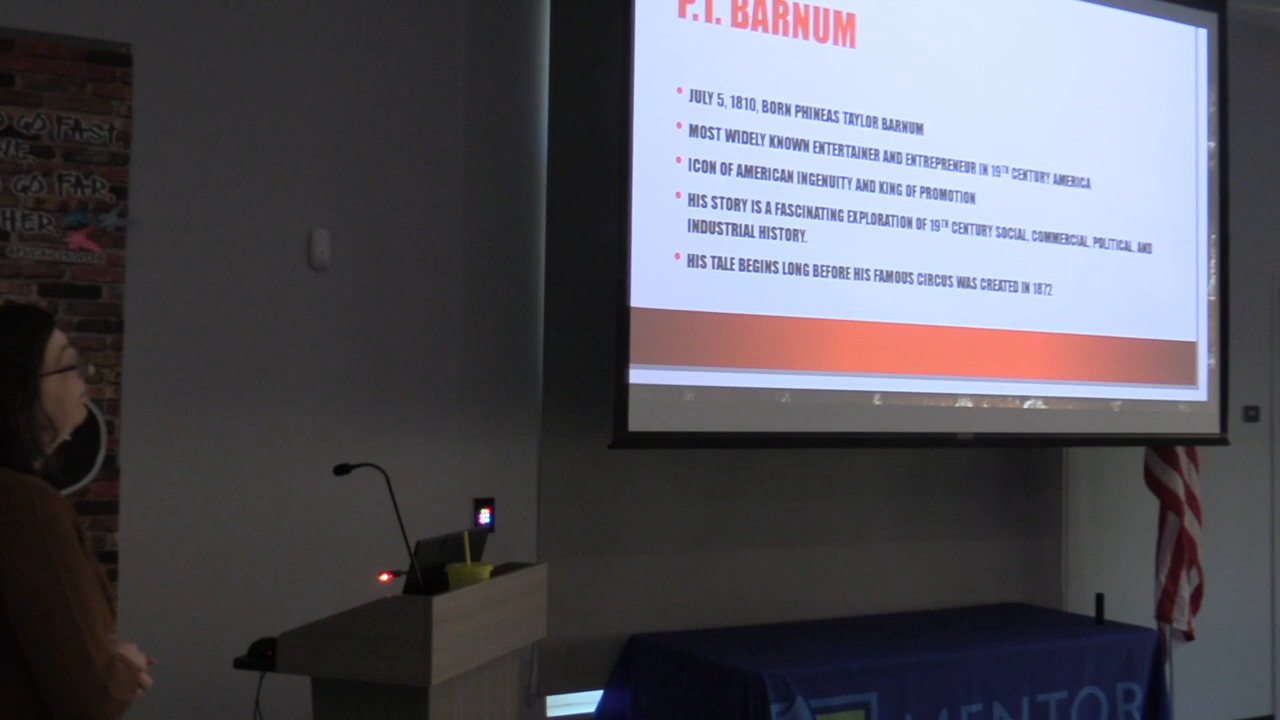 P.T. BARNUM
• JULY 5, 1810, BORN PHINEAS TAYLOR BARNUM
• MOST WIDELY KNOWN ENTERTAINER AND ENTREPRENEUR IN 19TH CENTURY AMERICA
• ICON OF AMERICAN INGENUITY AND KING OF PROMOTION
• HIS STORY IS A FASCINATING EXPLORATION OF 19TH CENTURY SOCIAL, COMMERCIAL, POLITICAL, AND
INDUSTRIAL HISTORY.
• HIS TALE BEGINS LONG BEFORE HIS FAMOUS CIRCUS WAS CREATED IN 1872
GO FAST,
GO FAR,
HER
MENTOR